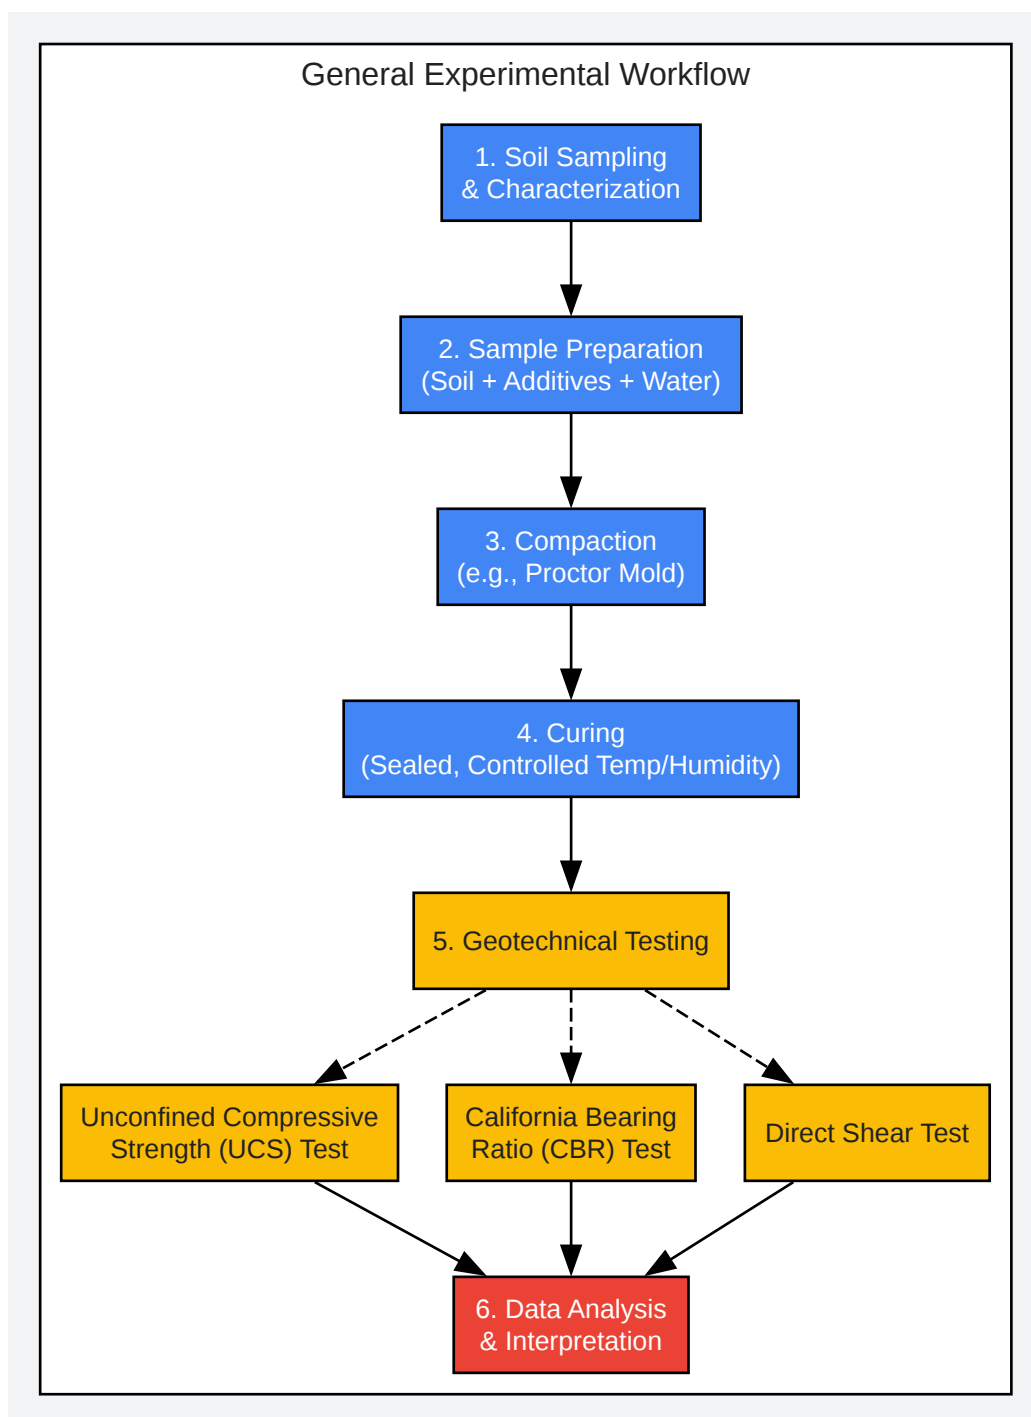 General Experimental Workflow
1. Soil Sampling
& Characterization
2. Sample Preparation
(Soil + Additives + Water)
3. Compaction
(e.g., Proctor Mold)
4. Curing
(Sealed, Controlled Temp/Humidity)
5. Geotechnical Testing
Unconfined Compressive
Strength (UCS) Test
California Bearing
Ratio (CBR) Test
Direct Shear Test
6. Data Analysis
& Interpretation